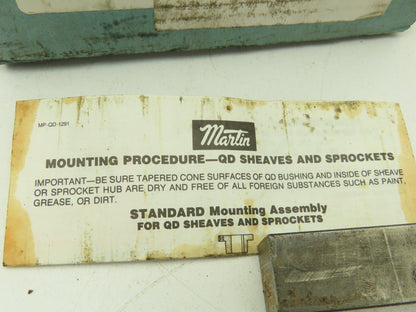 MP-QD-1291
Martin
MOUNTING PROCEDURE—QD SHEAVES AND SPROCKETS
IMPORTANT—BE SURE TAPERED CONE SURFACES OF QD BUSHING AND INSIDE OF SHEAVE
OR SPROCKET HUB ARE DRY AND FREE OF ALL FOREIGN SUBSTANCES SUCH AS PAINT,
GREASE, OR DIRT.
STANDARD Mounting Assembly
FOR QD SHEAVES AND SPROCKETS